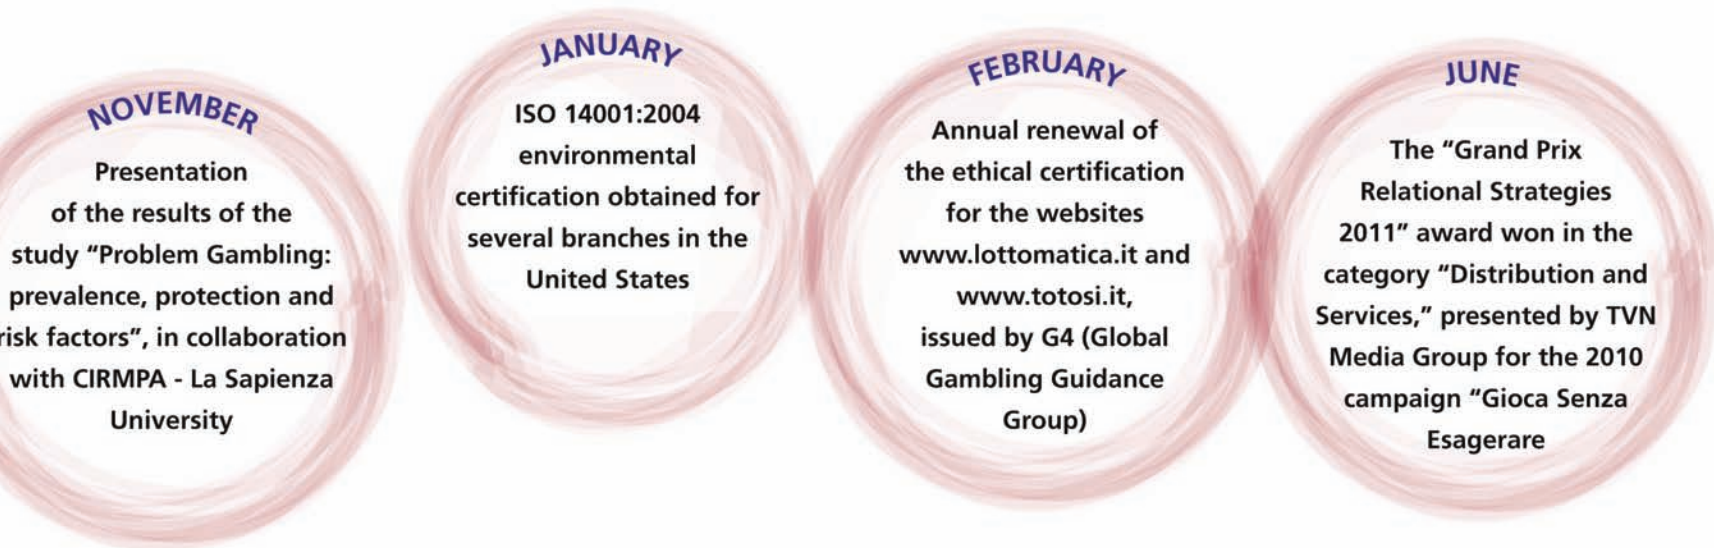 NOVEMBER
Presentation
of the results of the
study “Problem Gambling:
prevalence, protection and
risk factors”, in collaboration
with CIRMPA - La Sapienza
University
JANUARY
ISO 14001:2004
environmental
certification obtained for
several branches in the
United States
FEBRUARY
Annual renewal of
the ethical certification
for the websites
www.lottomatica.it and
www.totosi.it,
issued by G4 (Global
Gambling Guidance
Group)
JUNE
The “Grand Prix
Relational Strategies
2011” award won in the
category “Distribution and
Services,” presented by TVN
Media Group for the 2010
campaign “Gioca Senza
Esagerare